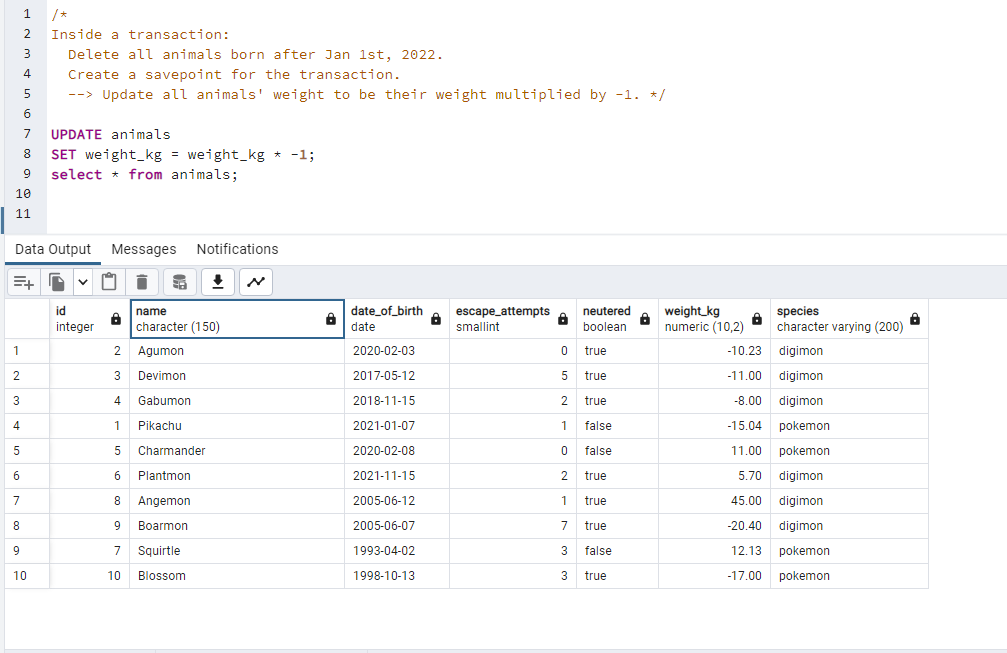 1 /*
2 Inside a transaction:
3 Delete all animals born after Jan 1st, 2022.
4 Create a savepoint for the transaction.
5 --> Update all animals' weight to be their weight multiplied by -1. */
6
7 UPDATE animals
8 SET weight_kg = weight_kg * -1;
9 select * from animals;
10
11
Data Output Messages Notifications
id name date_of_birth escape_attempts neutered weight_kg species
integer character (150) date smallint boolean numeric (10,2) character varying (200)
1 2 Agumon 2020-02-03 0 true -10.23 digimon
2 3 Devimon 2017-05-12 5 true -11.00 digimon
3 4 Gabumon 2018-11-15 2 true -8.00 digimon
4 1 Pikachu 2021-01-07 1 false -15.04 pokemon
5 5 Charmander 2020-02-08 0 false 11.00 pokemon
6 6 Plantmon 2021-11-15 2 true 5.70 digimon
7 8 Angemon 2005-06-12 1 true 45.00 digimon
8 9 Boarmon 2005-06-07 7 true -20.40 digimon
9 7 Squirtle 1993-04-02 3 false 12.13 pokemon
10 10 Blossom 1998-10-13 3 true -17.00 pokemon